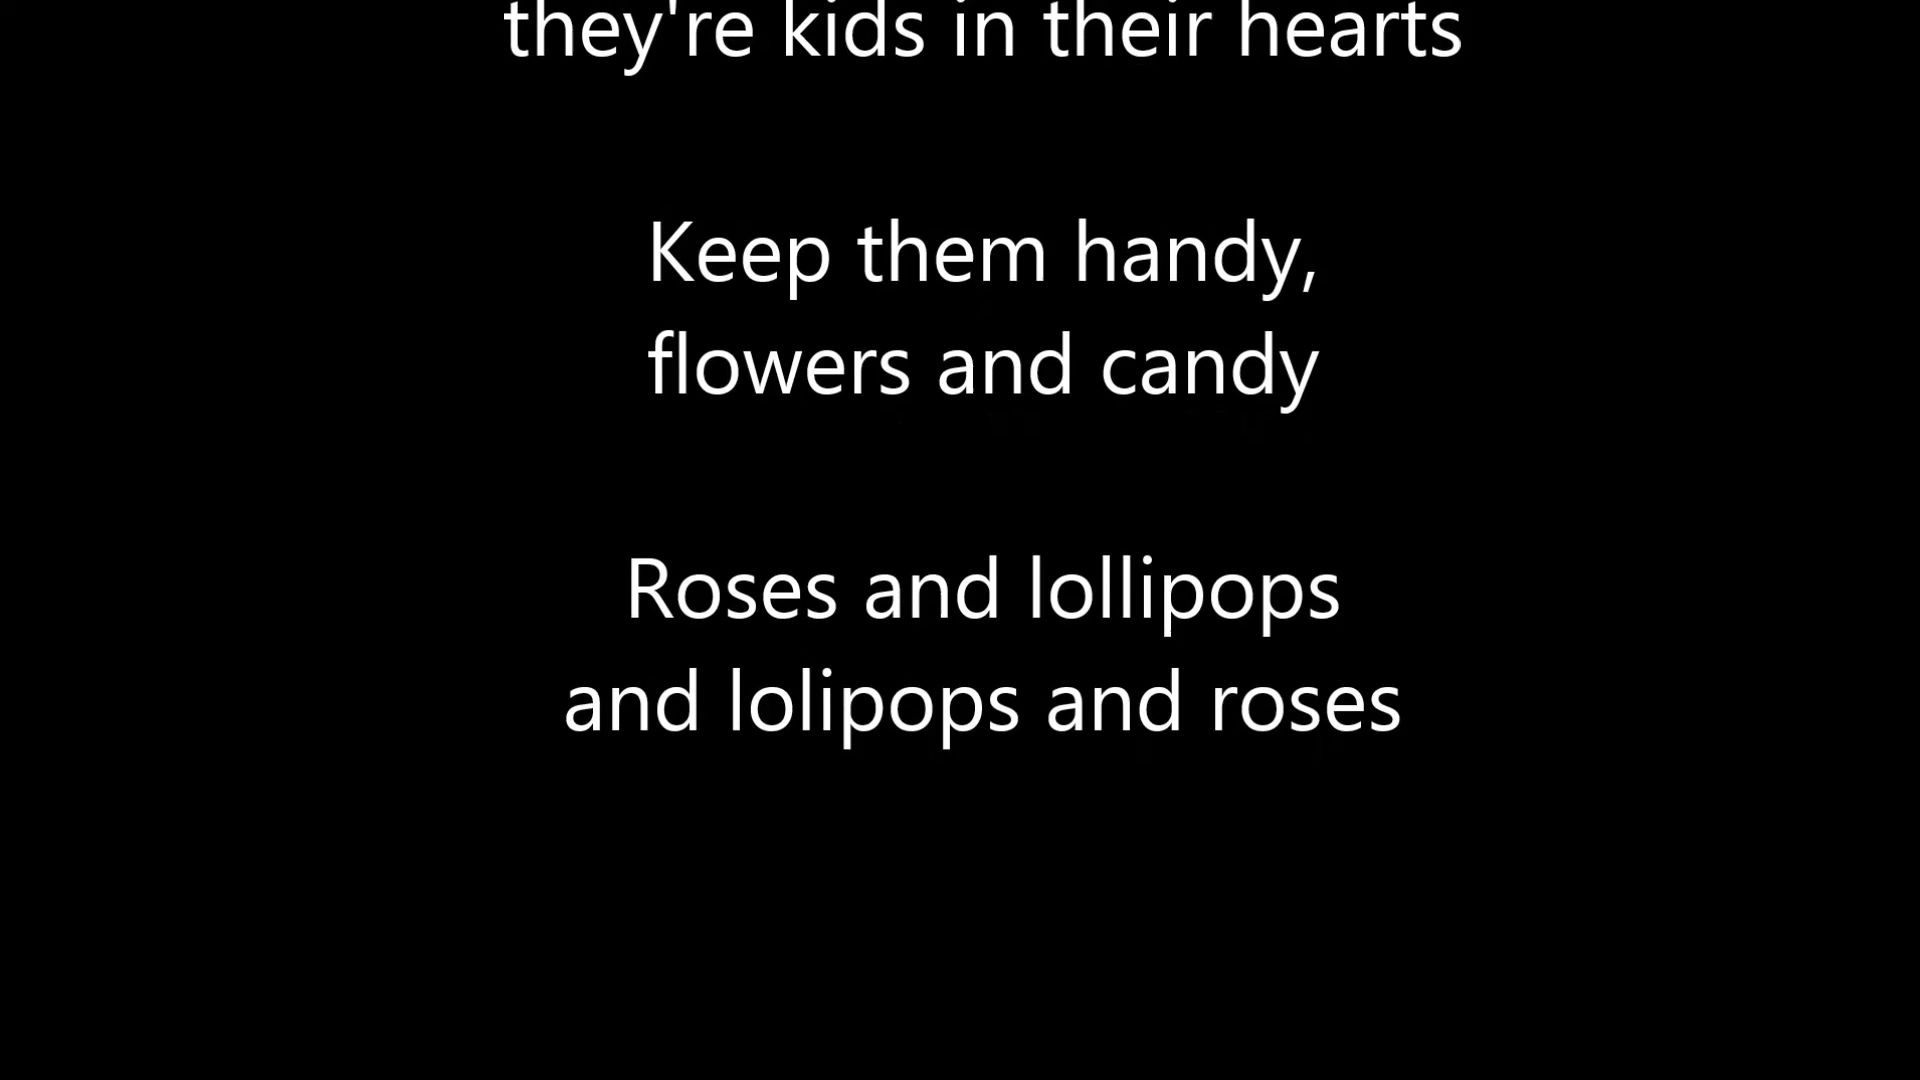 they're kids in their hearts
Keep them handy,
flowers and candy
Roses and lollipops
and lolipops and roses